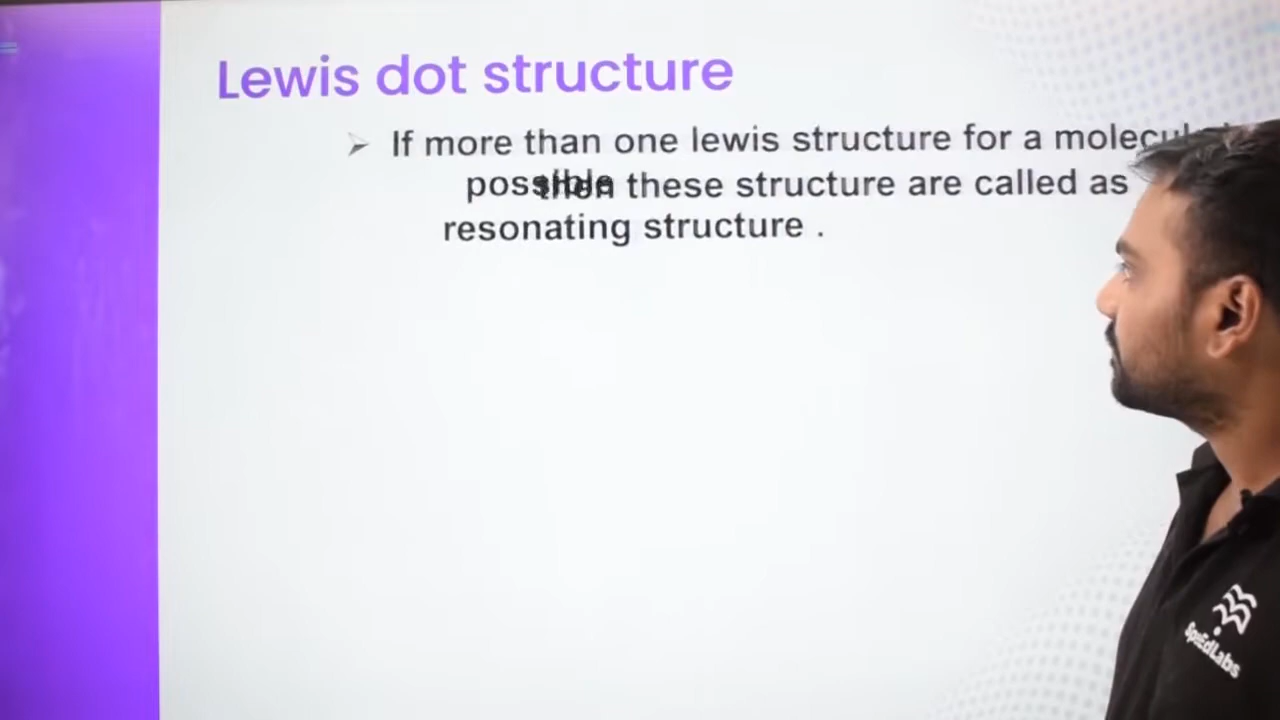 Lewis dot structure
If more than one lewis structure for a
possible then these structure are called as
resonating structure .
SpEdLabs